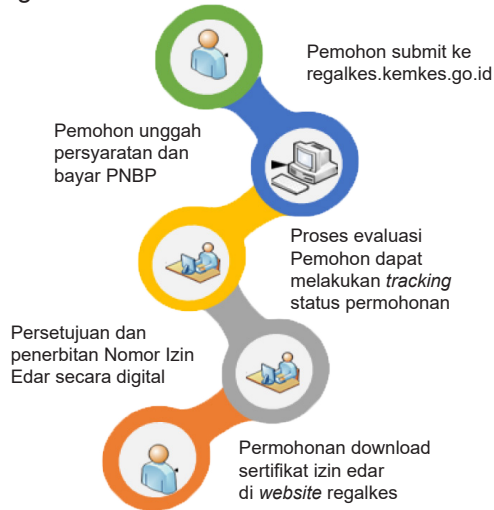 Pemohon submit ke
regalkes.kemkes.go.id
Pemohon unggah
persyaratan dan
bayar PNBP
Proses evaluasi
Pemohon dapat
melakukan tracking
status permohonan
Persetujuan dan
penerbitan Nomor Izin
Edar secara digital
Permohonan download
sertifikat izin edar
di website regalkes